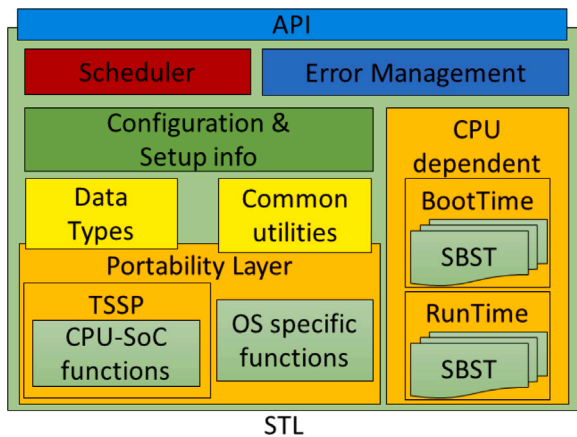 API
Scheduler
Error Management
Configuration &
Setup info
CPU
dependent
Data
Types
Common
utilities
BootTime
SBST
Portability Layer
TSSP
CPU-SoC
functions
OS specific
functions
RunTime
SBST
STL